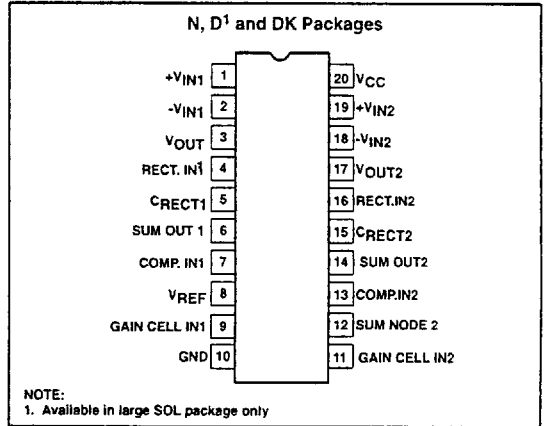 N, D1 and DK Packages
+VIN1 1 20 VCC
-VIN1 2 19 +VIN2
VOUT 3 18 -VIN2
RECT. IN1 4 17 VOUT2
CRECT1 5 16 RECT.IN2
SUM OUT 1 6 15 CRECT2
COMP. IN1 7 14 SUM OUT2
VREF 8 13 COMP.IN2
GAIN CELL IN1 9 12 SUM NODE 2
GND 10 11 GAIN CELL IN2
NOTE:
1. Available in large SOL package only